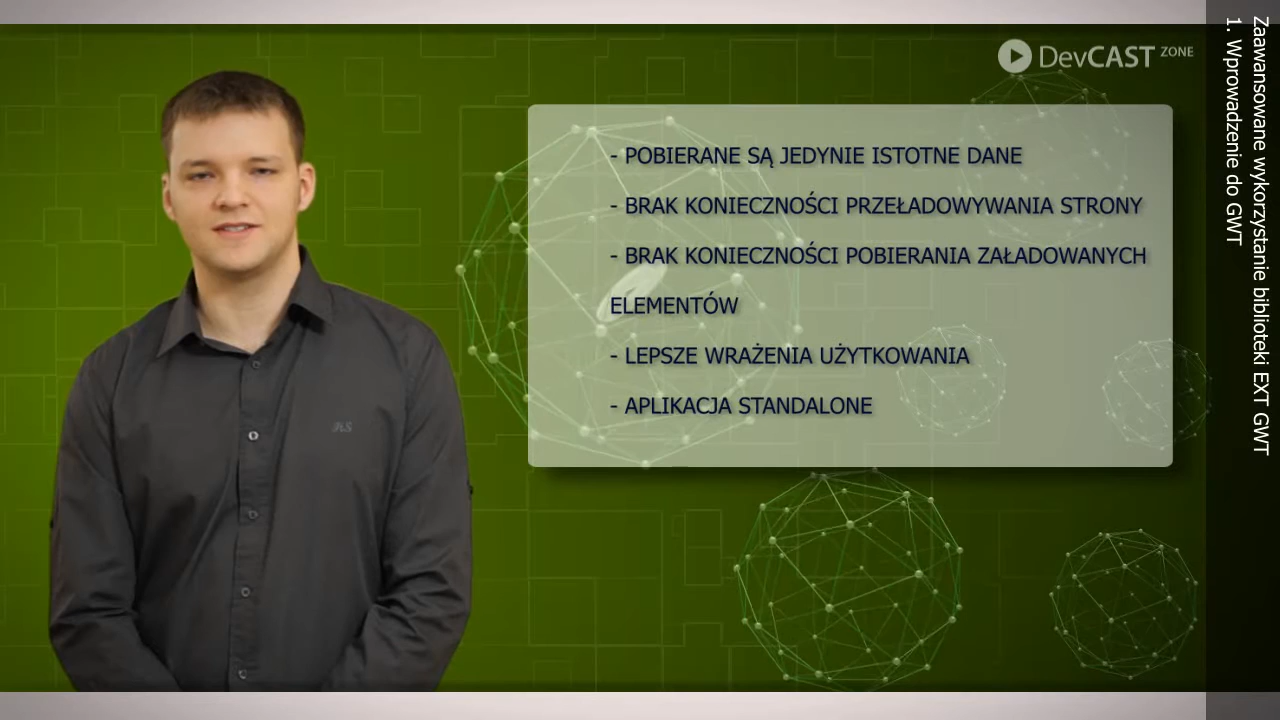 DevCAST ZONE
- POBIERANE SĄ JEDYNIE ISTOTNE DANE
- BRAK KONIECZNOŚCI PRZEŁADOWYWANIA STRONY
- BRAK KONIECZNOŚCI POBIERANIA ZAŁADOWANYCH
ELEMENTÓW
- LEPSZE WRAŻENIA UŻYTKOWANIA
- APLIKACJA STANDALONE
Zaawansowane wykorzystanie biblioteki EXT GWT
1. Wprowadzenie do GWT